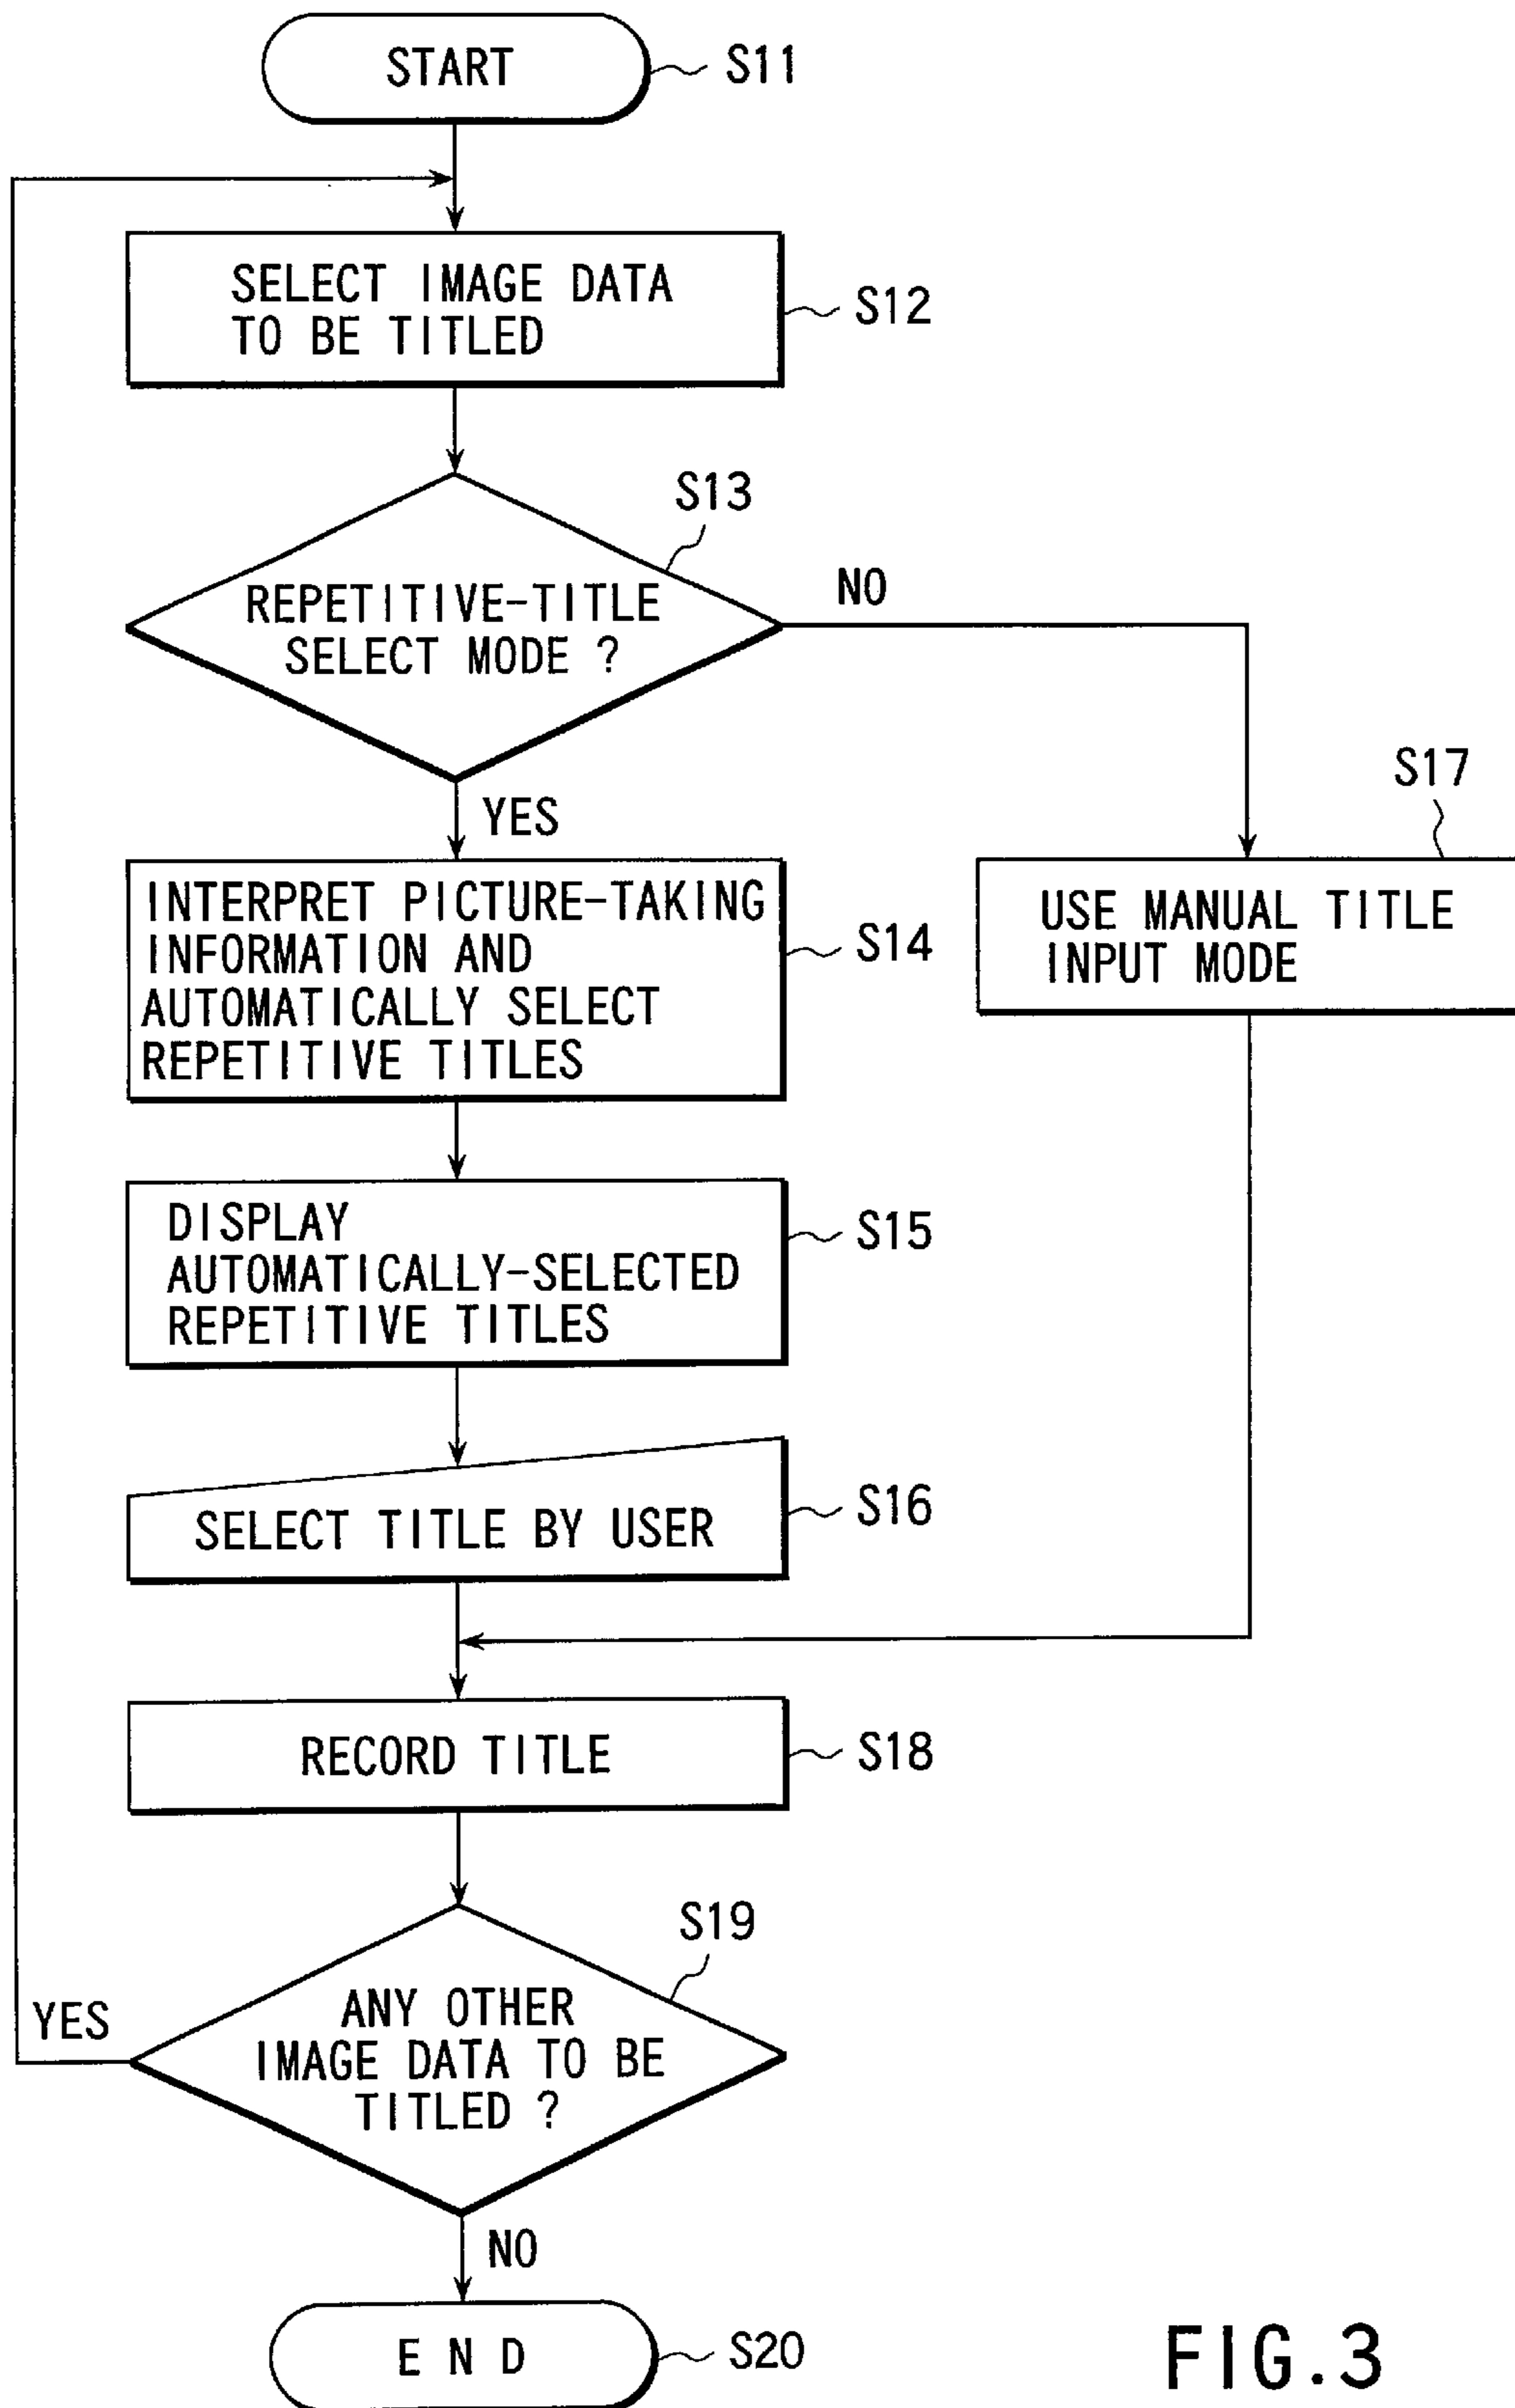 START
S11
SELECT IMAGE DATA
TO BE TITLED
S12
S13
REPETITIVE-TITLE
SELECT MODE ?
NO
YES
S17
INTERPRET PICTURE-TAKING
INFORMATION AND
AUTOMATICALLY SELECT
REPETITIVE TITLES
S14
USE MANUAL TITLE
INPUT MODE
DISPLAY
AUTOMATICALLY-SELECTED
REPETITIVE TITLES
S15
SELECT TITLE BY USER
S16
RECORD TITLE
S18
S19
ANY OTHER
IMAGE DATA TO BE
TITLED ?
YES
NO
END
S20
FIG.3